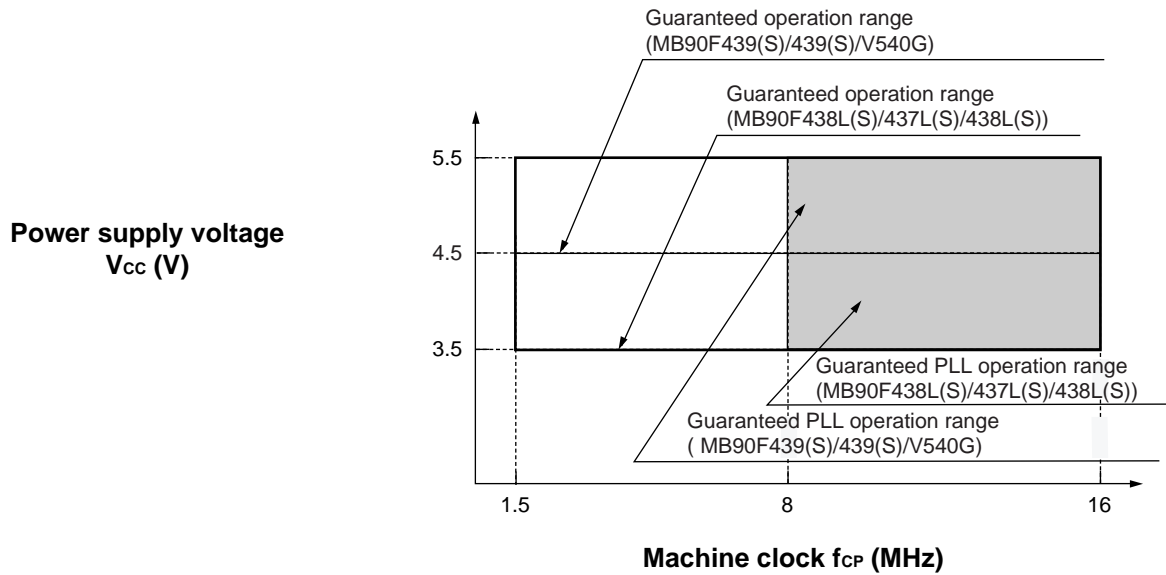 Guaranteed operation range
(MB90F439(S)/439(S)/V540G)
Guaranteed operation range
(MB90F438L(S)/437L(S)/438L(S))
5.5
Power supply voltage
VCC (V)
4.5
3.5
Guaranteed PLL operation range
(MB90F438L(S)/437L(S)/438L(S))
Guaranteed PLL operation range
( MB90F439(S)/439(S)/V540G)
1.5
8
16
Machine clock fCP (MHz)